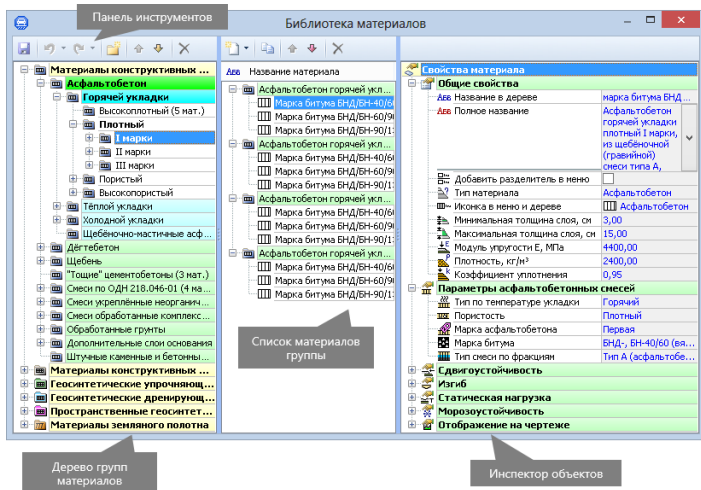 Панель инструментов
Библиотека материалов
Материалы конструктивных ...
Асфальтобетон
Горячей укладки
Высокоплотный (5 мат.)
Плотный
I марки
II марки
III марки
Пористый
Высокопористый
Тёплой укладки
Холодной укладки
Щебёночно-мастичные асф...
Дёгтебетон
Щебень
"Тощие" цементобетоны (3 мат.)
Смеси по ОДН 218.046-01 (4 ма...
Смеси укреплённые неорганич...
Смеси обработанные комплекс...
Обработанные грунты
Дополнительные слои основания
Штучные каменные и бетонны...
Материалы конструктивных ...
Геосинтетические упрочняющ...
Геосинтетические дренирующ...
Пространственные геосинтет...
Материалы земляного полотна
Дерево групп
материалов
Абв Название материала
Асфальтобетон горячей укл...
Марка битума БНД/БН-40/60
Марка битума БНД/БН-60/9
Марка битума БНД/БН-90/1
Асфальтобетон горячей укл...
Марка битума БНД/БН-40/60
Марка битума БНД/БН-60/9
Марка битума БНД/БН-90/1
Асфальтобетон горячей укл...
Марка битума БНД/БН-40/60
Марка битума БНД/БН-60/9
Марка битума БНД/БН-90/1
Асфальтобетон горячей укл...
Марка битума БНД/БН-40/60
Марка битума БНД/БН-60/9
Марка битума БНД/БН-90/1
Список материалов
группы
Свойства материала
Общие свойства
Абв Название в дереве марка битума БНД ...
Абв Полное название Асфальтобетон
горячей укладки
плотный I марки,
из щебёночной
(гравийной)
смеси типа А,
Добавить разделитель в меню
Тип материала Асфальтобетон
Иконка в меню и дереве Асфальтобетон
Минимальная толщина слоя, см 3,00
Максимальная толщина слоя, см 15,00
Модуль упругости E, МПа 4400,00
Плотность, кг/м³ 2400,00
Коэффициент уплотнения 0,95
Параметры асфальтобетонных смесей
Тип по температуре укладки Горячий
Пористость Плотный
Марка асфальтобетона Первая
Марка битума БНД-, БН-40/60 (вя...
Тип смеси по фракциям Тип А (асфальтобе...
Сдвигоустойчивость
Изгиб
Статическая нагрузка
Морозоустойчивость
Отображение на чертеже
Инспектор объектов